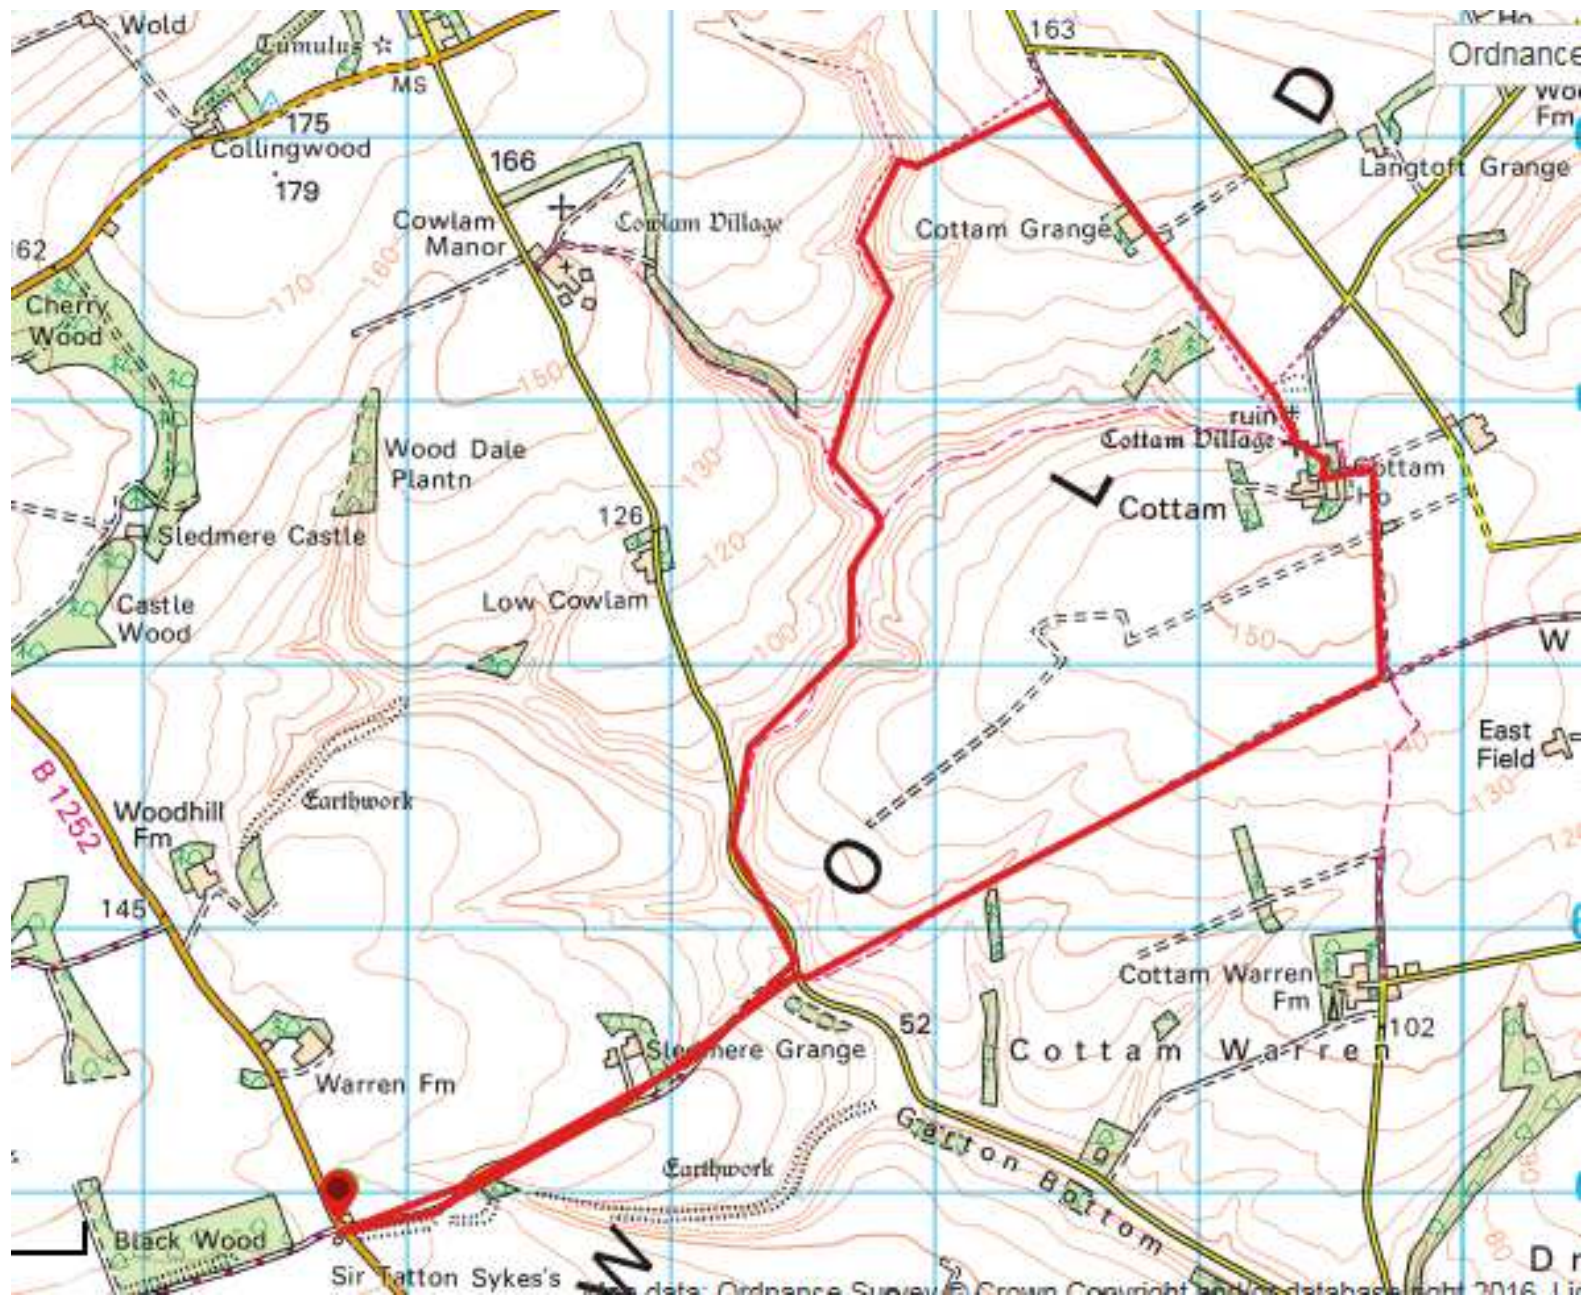 Wold
Tumulus
MS
175
Collingwood
179
166
163
D
Ordnance
Fm
Langtoft Grange
Cowlam
Manor
Cowlam Village
Cottam Grange
Cherry
Wood
170
160
150
130
Wood Dale
Plantn
ruin
Cottam Village
L
Cottam
Cottam
Ho
Sledmere Castle
126
120
Low Cowlam
Castle
Wood
100
150
W
East
Field
130
B 1252
Woodhill
Fm
Earthwork
O
145
Cottam Warren
Fm
102
52
Cottam Warren
Sledmere Grange
Warren Fm
Garton Bottom
Earthwork
Black Wood
Sir Tatton Sykes's
W
80
data: Ordnance Survey © Crown Copyright and/or database right 2016.